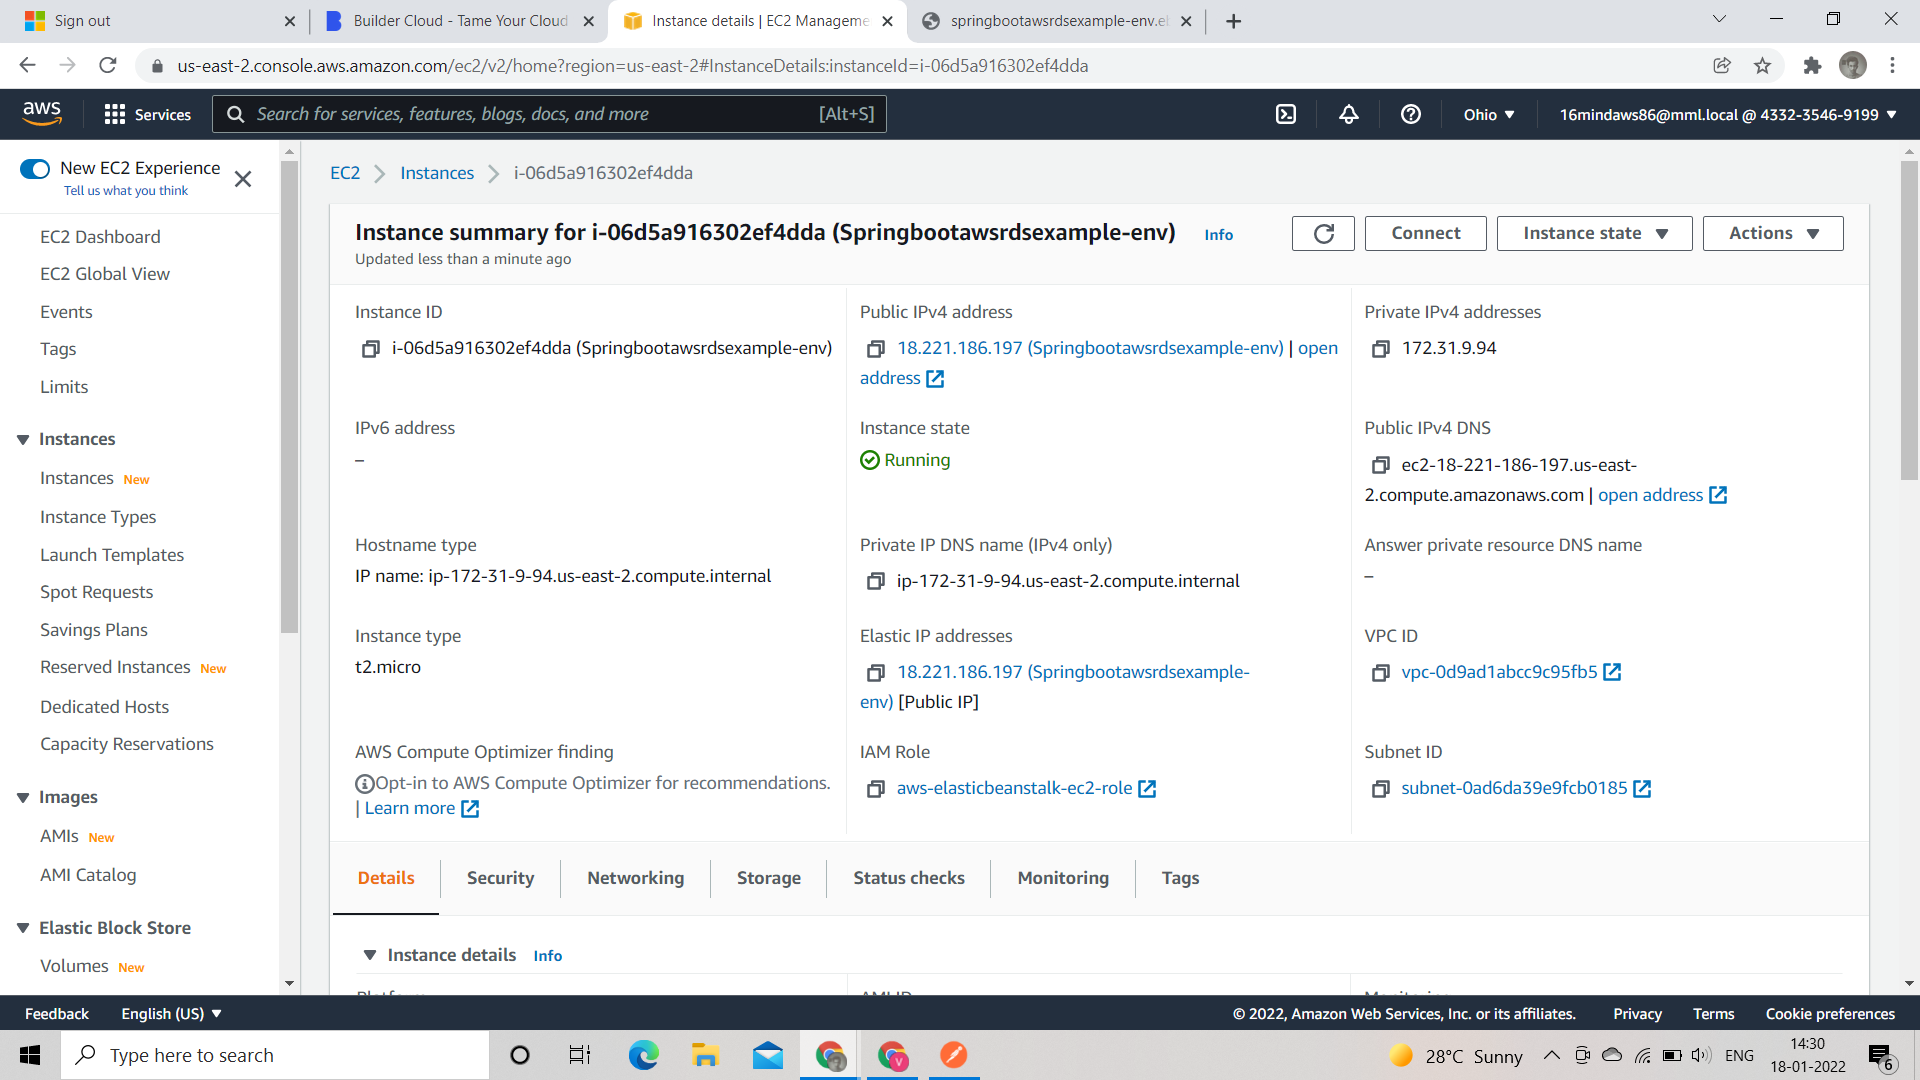 Sign out
Builder Cloud - Tame Your Cloud
Instance details | EC2 Manageme
springbootawsrdsexample-env.el
us-east-2.console.aws.amazon.com/ec2/v2/home?region=us-east-2#InstanceDetails:instanceId=i-06d5a916302ef4dda
aws
Services
Search for services, features, blogs, docs, and more
[Alt+S]
Ohio
16mindaws86@mml.local @ 4332-3546-9199
New EC2 Experience
Tell us what you think
EC2 Dashboard
EC2 Global View
Events
Tags
Limits
Instances
Instances New
Instance Types
Launch Templates
Spot Requests
Savings Plans
Reserved Instances New
Dedicated Hosts
Capacity Reservations
Images
AMIs New
AMI Catalog
Elastic Block Store
Volumes New
EC2 > Instances > i-06d5a916302ef4dda
Instance summary for i-06d5a916302ef4dda (Springbootawsrdsexample-env) Info
Updated less than a minute ago
Connect
Instance state
Actions
Instance ID
i-06d5a916302ef4dda (Springbootawsrdsexample-env)
Public IPv4 address
18.221.186.197 (Springbootawsrdsexample-env) | open
address
Private IPv4 addresses
172.31.9.94
IPv6 address
–
Instance state
Running
Public IPv4 DNS
ec2-18-221-186-197.us-east-
2.compute.amazonaws.com | open address
Hostname type
IP name: ip-172-31-9-94.us-east-2.compute.internal
Private IP DNS name (IPv4 only)
ip-172-31-9-94.us-east-2.compute.internal
Answer private resource DNS name
–
Instance type
t2.micro
Elastic IP addresses
18.221.186.197 (Springbootawsrdsexample-
env) [Public IP]
VPC ID
vpc-0d9ad1abcc9c95fb5
AWS Compute Optimizer finding
Opt-in to AWS Compute Optimizer for recommendations.
| Learn more
IAM Role
aws-elasticbeanstalk-ec2-role
Subnet ID
subnet-0ad6da39e9fcb0185
Details
Security
Networking
Storage
Status checks
Monitoring
Tags
Instance details Info
Feedback
English (US)
© 2022, Amazon Web Services, Inc. or its affiliates.
Privacy
Terms
Cookie preferences
Type here to search
V
28°C Sunny
ENG
14:30
18-01-2022
6